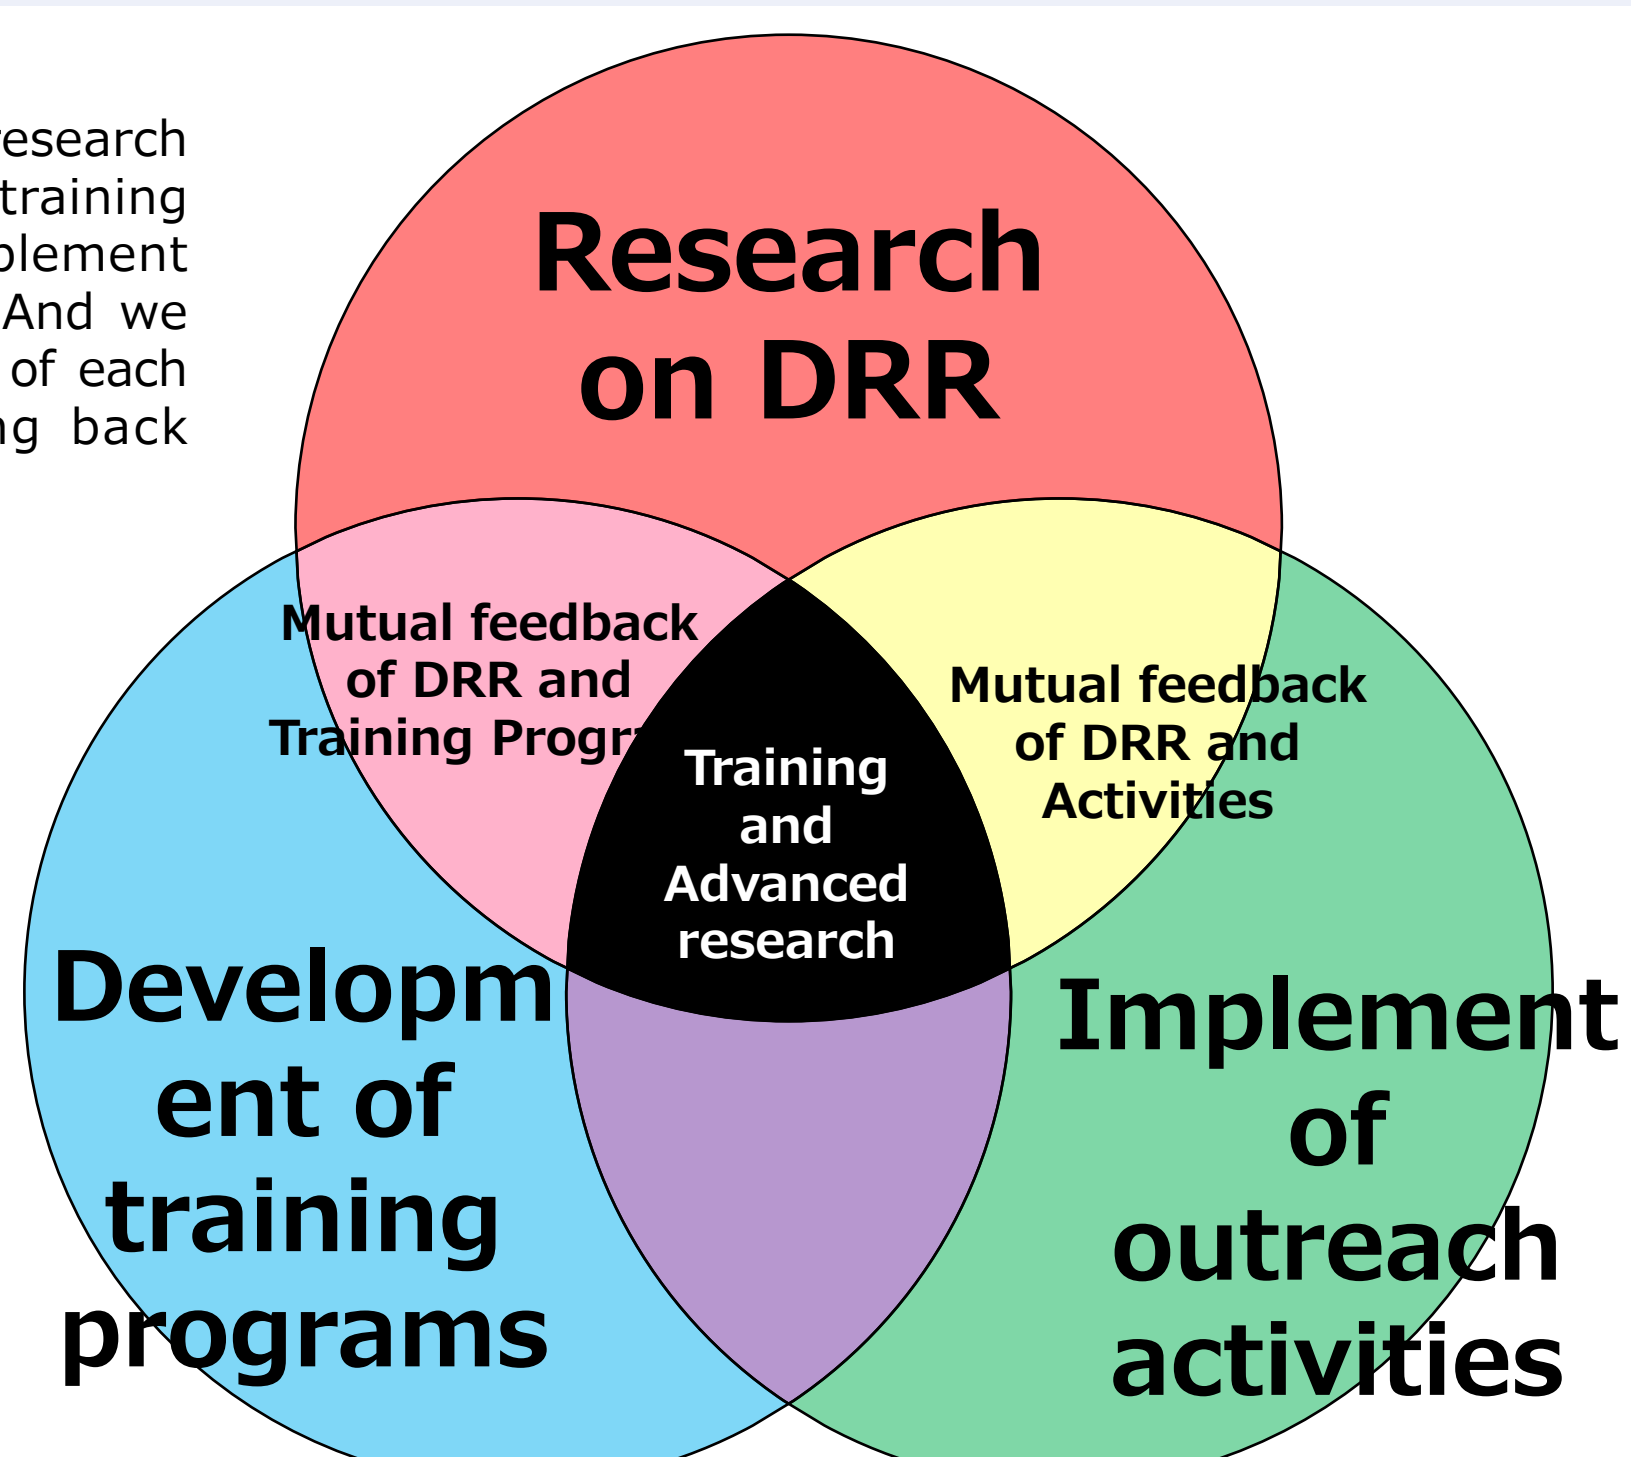 research
training
plement
And we
of each
ng back
Research
on DRR
Mutual feedback
of DRR and
Training Progra
Mutual feedback
of DRR and
Activities
Training
and
Advanced
research
Developm
ent of
training
programs
Implement
of
outreach
activities